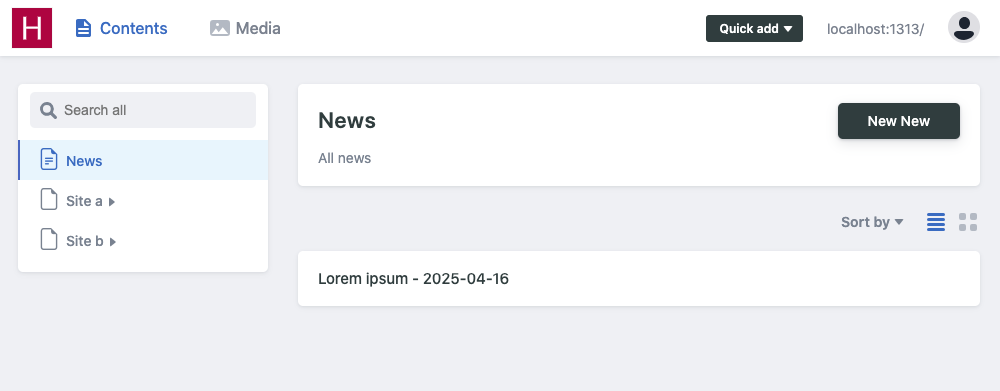 H
Contents
Media
Quick add
localhost:1313/
Search all
News
Site a
Site b
News
All news
New New
Sort by
Lorem ipsum - 2025-04-16